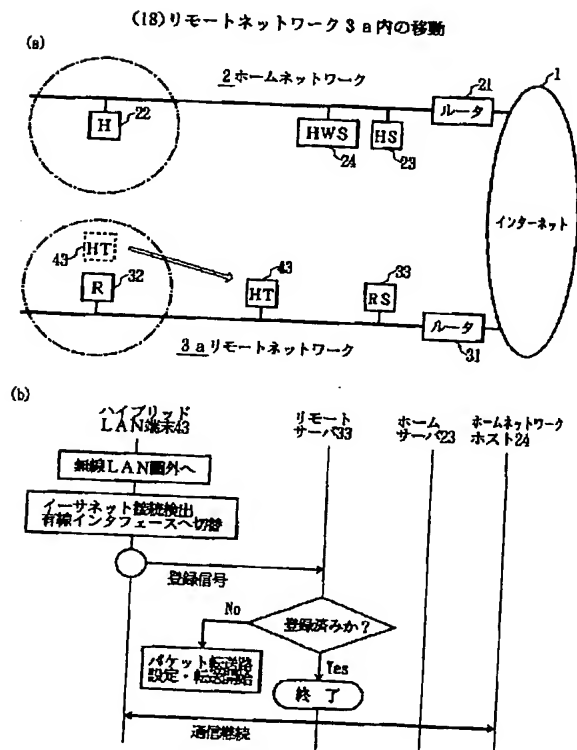 (18)リモートネットワーク3a内の移動
(a)
2ホームネットワーク
21
1
ルータ
H
22
HWS
24
HS
23
インターネット
HT
43
R
32
43
HT
33
RS
ルータ
31
3aリモートネットワーク
(b)
ハイブリッド
LAN端末43
リモート
サーバ33
ホーム
サーバ23
ホームネットワーク
ホスト24
無線LAN圏外へ
イーサネット接続検出
有線インタフェースへ切替
登録信号
No
登録済みか?
パケット転送路
設定・転送開始
Yes
終了
通信継続